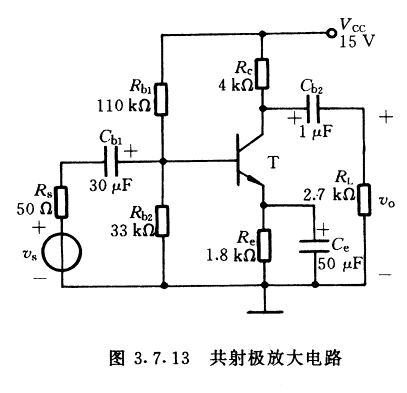 V_CC
15 V
R_b1
110 kΩ
R_c
4 kΩ
C_b2
+
1 μF
+
C_b1
+
30 μF
T
R_s
50 Ω
R_b2
33 kΩ
R_L
2.7 kΩ
v_o
+
v_s
−
R_e
1.8 kΩ
+
C_e
50 μF
−
图 3.7.13 共射极放大电路